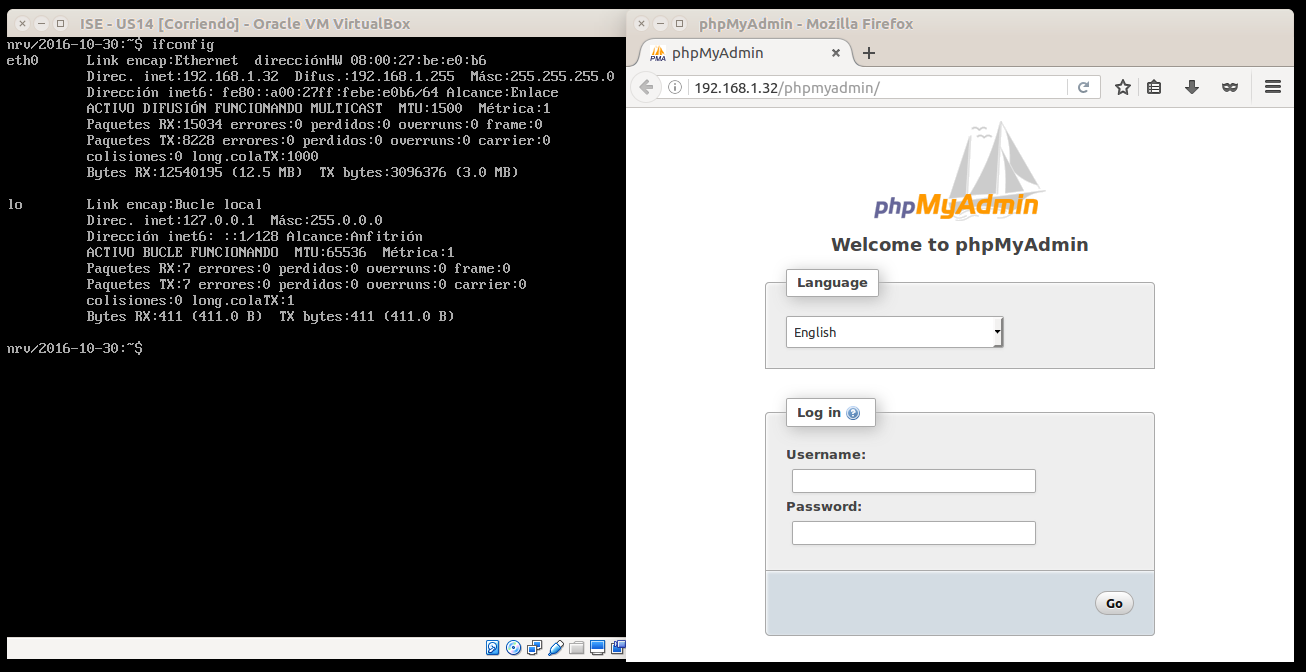 ISE - US14 [Corriendo] - Oracle VM VirtualBox
nrv/2016-10-30:~$ ifconfig
eth0 Link encap:Ethernet direcciónHW 08:00:27:be:e0:b6
Direc. inet:192.168.1.32 Difus.:192.168.1.255 Másc:255.255.255.0
Dirección inet6: fe80::a00:27ff:febe:e0b6/64 Alcance:Enlace
ACTIVO DIFUSIÓN FUNCIONANDO MULTICAST MTU:1500 Métrica:1
Paquetes RX:15034 errores:0 perdidos:0 overruns:0 frame:0
Paquetes TX:8228 errores:0 perdidos:0 overruns:0 carrier:0
colisiones:0 long.colaTX:1000
Bytes RX:12540195 (12.5 MB) TX bytes:3096376 (3.0 MB)
lo Link encap:Bucle local
Direc. inet:127.0.0.1 Másc:255.0.0.0
Dirección inet6: ::1/128 Alcance:Anfitrión
ACTIVO BUCLE FUNCIONANDO MTU:65536 Métrica:1
Paquetes RX:7 errores:0 perdidos:0 overruns:0 frame:0
Paquetes TX:7 errores:0 perdidos:0 overruns:0 carrier:0
colisiones:0 long.colaTX:1
Bytes RX:411 (411.0 B) TX bytes:411 (411.0 B)
nrv/2016-10-30:~$
phpMyAdmin - Mozilla Firefox
PMA phpMyAdmin
192.168.1.32/phpmyadmin/
phpMyAdmin
Welcome to phpMyAdmin
Language
English
Log in
Username:
Password:
Go